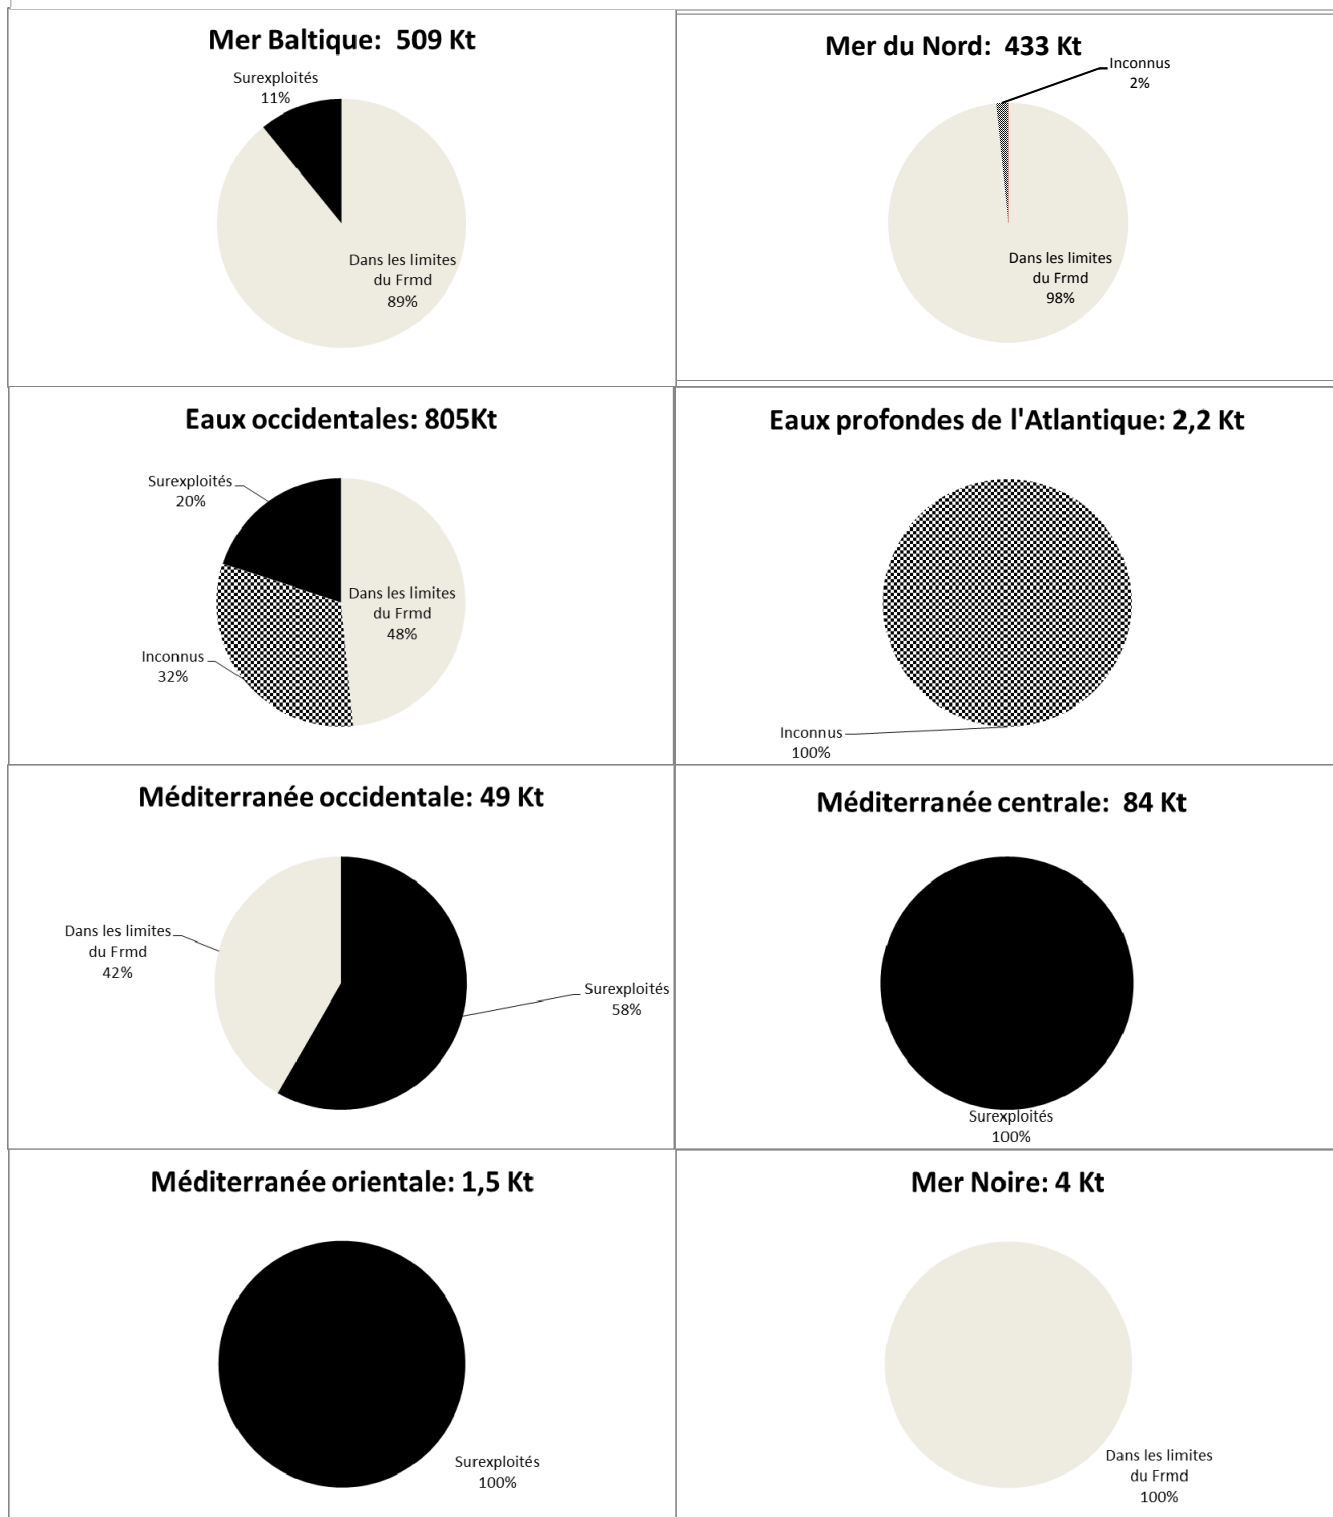 Mer Baltique: 509 Kt
Surexploités
11%
Dans les limites
du Frmd
89%
Mer du Nord: 433 Kt
Inconnus
2%
Dans les limites
du Frmd
98%
Eaux occidentales: 805Kt
Surexploités
20%
Dans les limites
du Frmd
48%
Inconnus
32%
Eaux profondes de l'Atlantique: 2,2 Kt
Inconnus
100%
Méditerranée occidentale: 49 Kt
Dans les limites
du Frmd
42%
Surexploités
58%
Méditerranée centrale: 84 Kt
Surexploités
100%
Méditerranée orientale: 1,5 Kt
Surexploités
100%
Mer Noire: 4 Kt
Dans les limites
du Frmd
100%